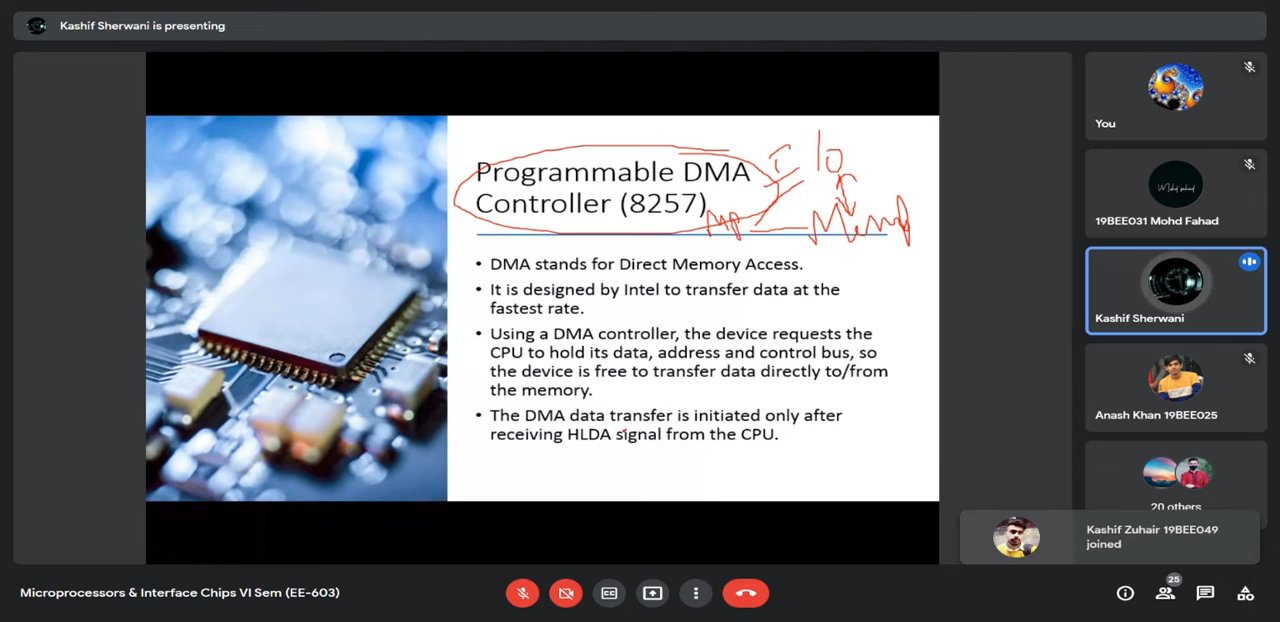 Kashif Sherwani is presenting
Programmable DMA
Controller (8257)
I/O
MP
• DMA stands for Direct Memory Access.
• It is designed by Intel to transfer data at the
fastest rate.
• Using a DMA controller, the device requests the
CPU to hold its data, address and control bus, so
the device is free to transfer data directly to/from
the memory.
• The DMA data transfer is initiated only after
receiving HLDA signal from the CPU.
You
Mohd Fahad
19BEE031 Mohd Fahad
Kashif Sherwani
Anash Khan 19BEE025
20 others
Kashif Zuhair 19BEE049
joined
Microprocessors & Interface Chips VI Sem (EE-603)
CC
25